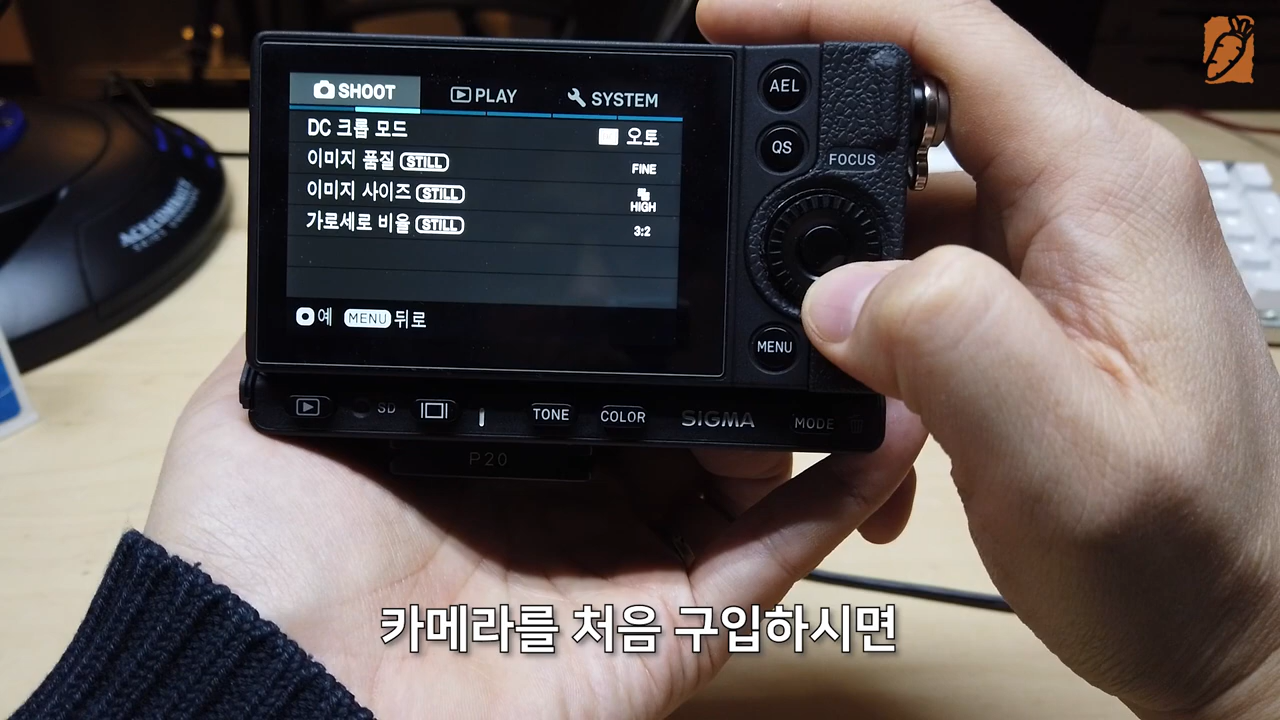 SHOOT PLAY SYSTEM
DC 크롭 모드 오토
이미지 품질 STILL FINE
이미지 사이즈 STILL HIGH
가로세로 비율 STILL 3:2
예 MENU 뒤로
AEL
QS
FOCUS
MENU
SD TONE COLOR SIGMA MODE
P20
카메라를 처음 구입하시면